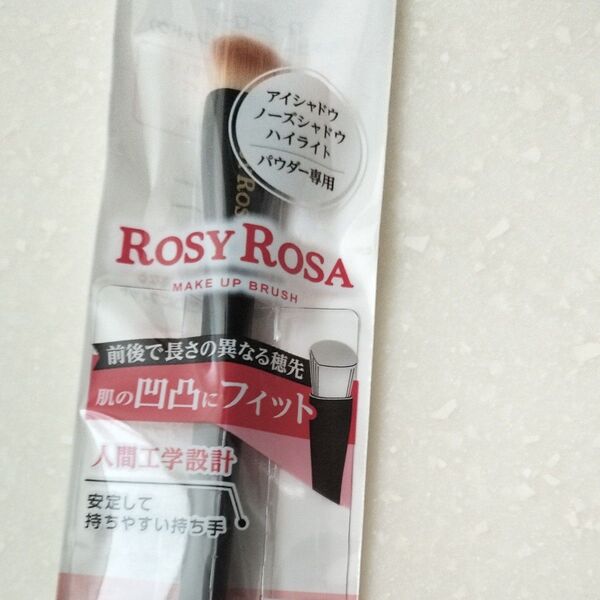 アイシャドウ
ノーズシャドウ
ハイライト
パウダー専用
ROSY ROSA
MAKE UP BRUSH
前後で長さの異なる穂先
肌の凹凸にフィット
人間工学設計
安定して
持ちやすい持ち手